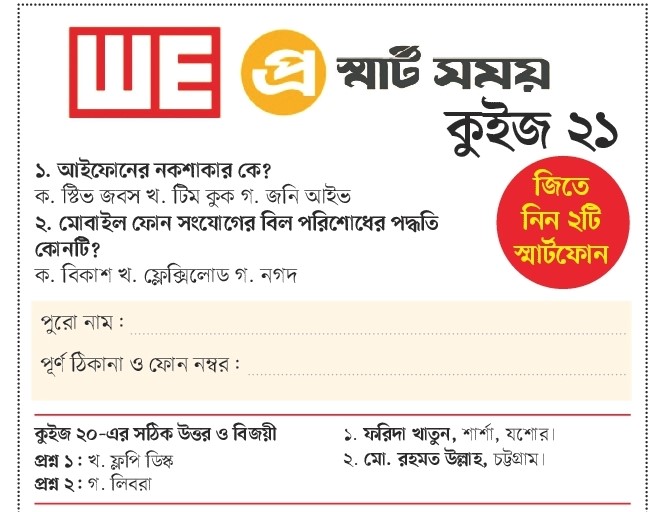 WE প্র স্মার্ট সময়
কুইজ ২১
১. আইফোনের নকশাকার কে?
ক. স্টিভ জবস খ. টিম কুক গ. জনি আইভ
২. মোবাইল ফোন সংযোগের বিল পরিশোধের পদ্ধতি
কোনটি?
ক. বিকাশ খ. ফ্লেক্সিলোড গ. নগদ
জিতে
নিন ২টি
স্মার্টফোন
পুরো নাম :
পূর্ণ ঠিকানা ও ফোন নম্বর :
কুইজ ২০-এর সঠিক উত্তর ও বিজয়ী
প্রশ্ন ১: খ. ফ্লপি ডিস্ক
প্রশ্ন ২: গ. লিবরা
১. ফরিদা খাতুন, শার্শা, যশোর।
২. মো. রহমত উল্লাহ, চট্টগ্রাম।